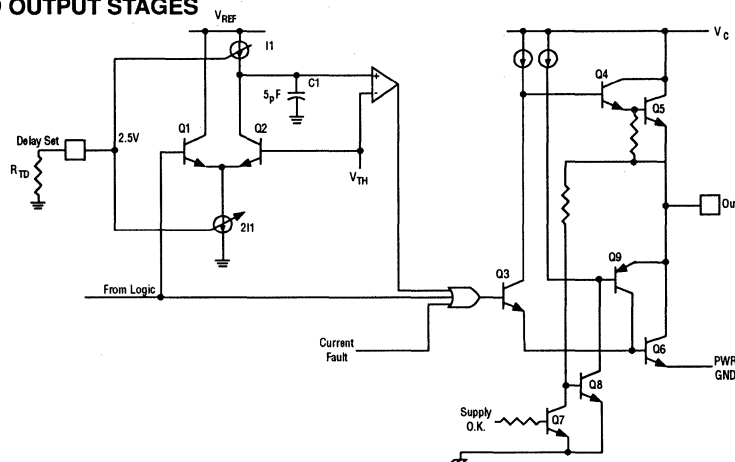 OUTPUT STAGES
VREF
I1
VC
Q4
C1
5pF
+
-
Q5
Delay Set
2.5V
Q1
Q2
RTD
VTH
2I1
Out
Q9
Q3
From Logic
Q6
Current
Fault
PWR
GND
Q8
Supply
O.K.
Q7